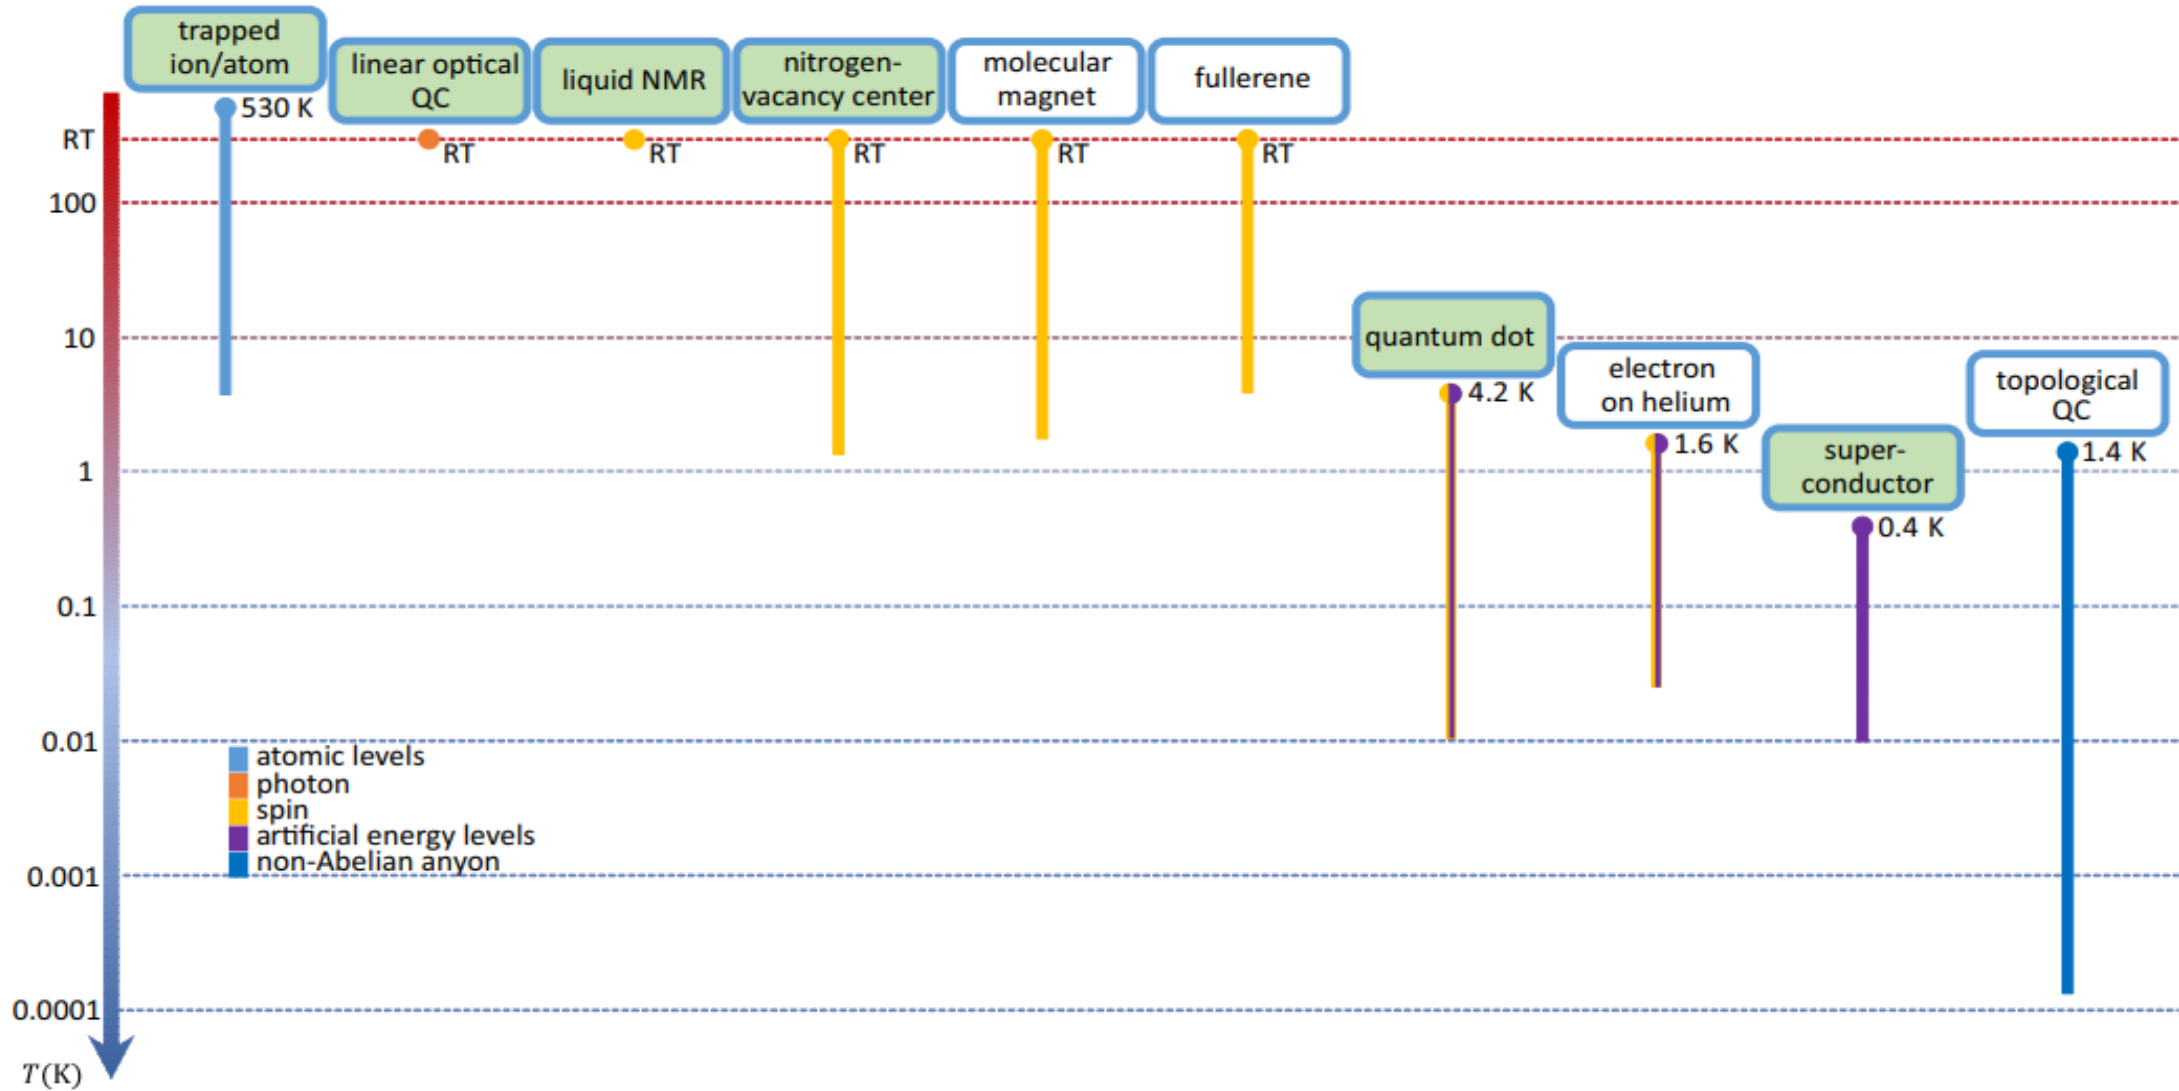 trapped
ion/atom
linear optical
QC
liquid NMR
nitrogen-
vacancy center
molecular
magnet
fullerene
530 K
RT
RT
RT
RT
RT
RT
100
10
quantum dot
4.2 K
electron
on helium
1.6 K
topological
QC
1.4 K
super-
conductor
0.4 K
1
0.1
0.01
atomic levels
photon
spin
artificial energy levels
non-Abelian anyon
0.001
0.0001
T(K)